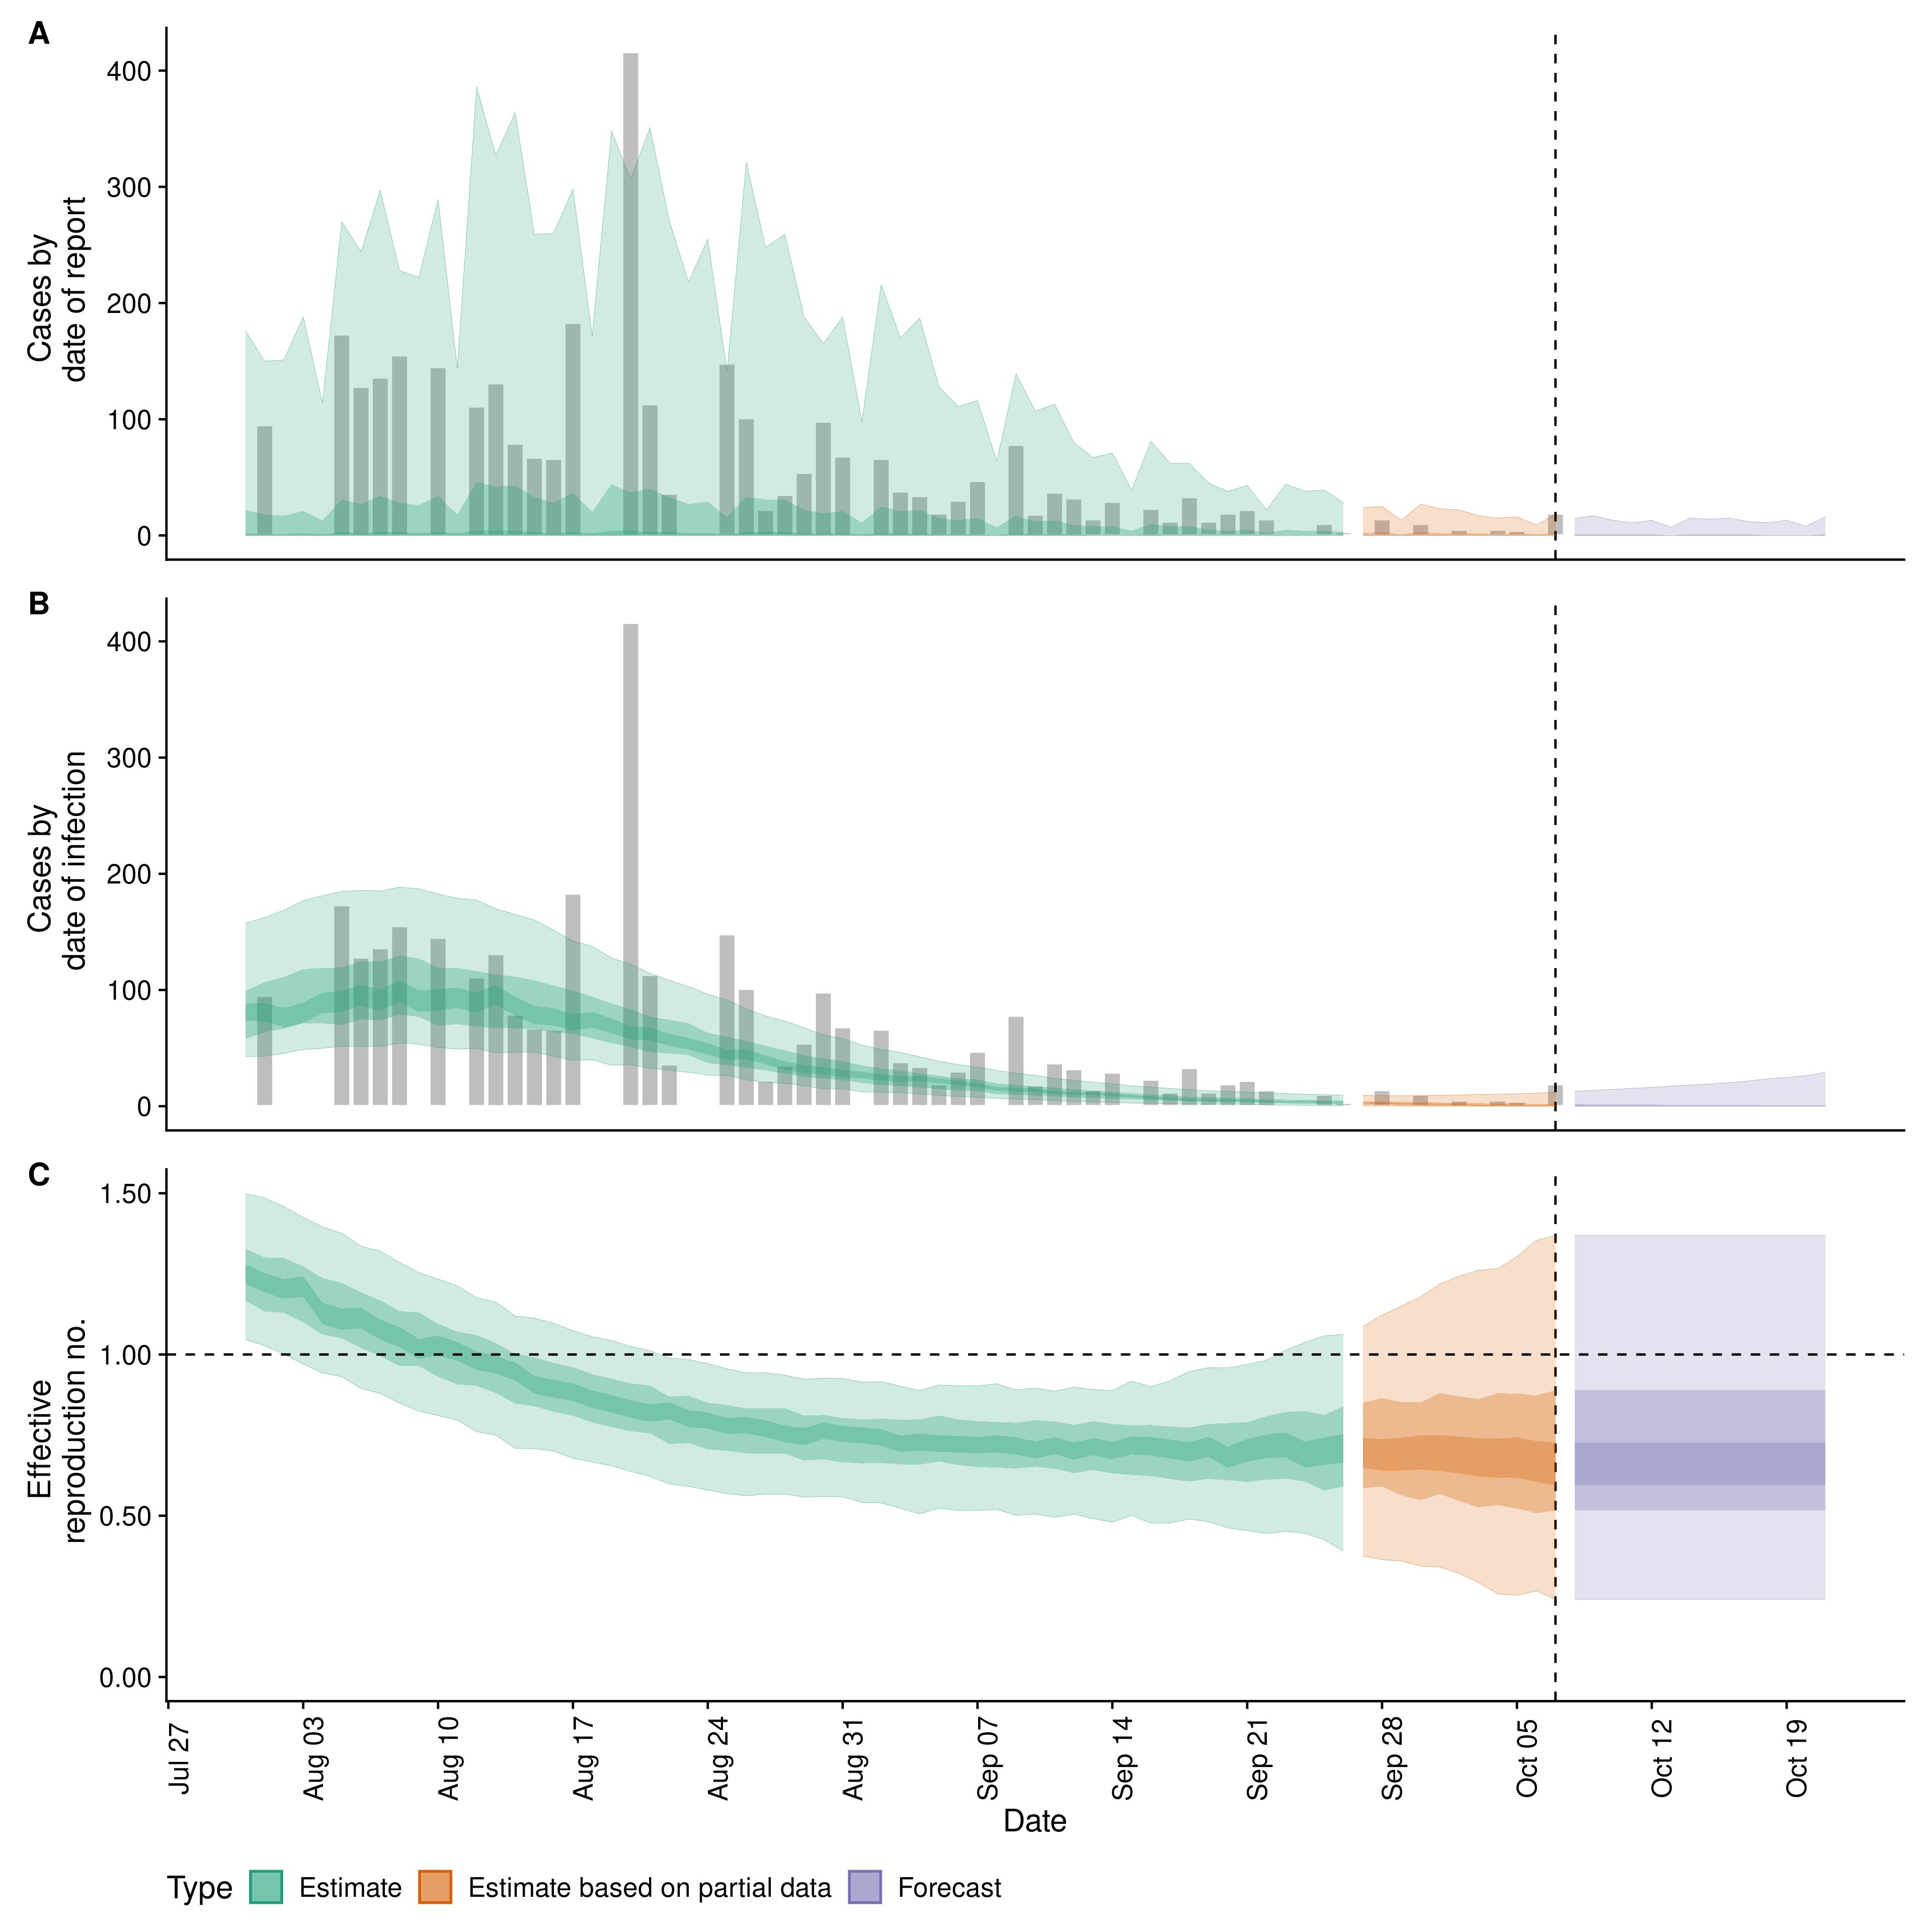 A
Cases by
date of report
400
300
200
100
0
B
Cases by
date of infection
400
300
200
100
0
C
Effective
reproduction no.
1.50
1.00
0.50
0.00
Jul 27
Aug 03
Aug 10
Aug 17
Aug 24
Aug 31
Sep 07
Sep 14
Sep 21
Sep 28
Oct 05
Oct 12
Oct 19
Date
Type Estimate Estimate based on partial data Forecast